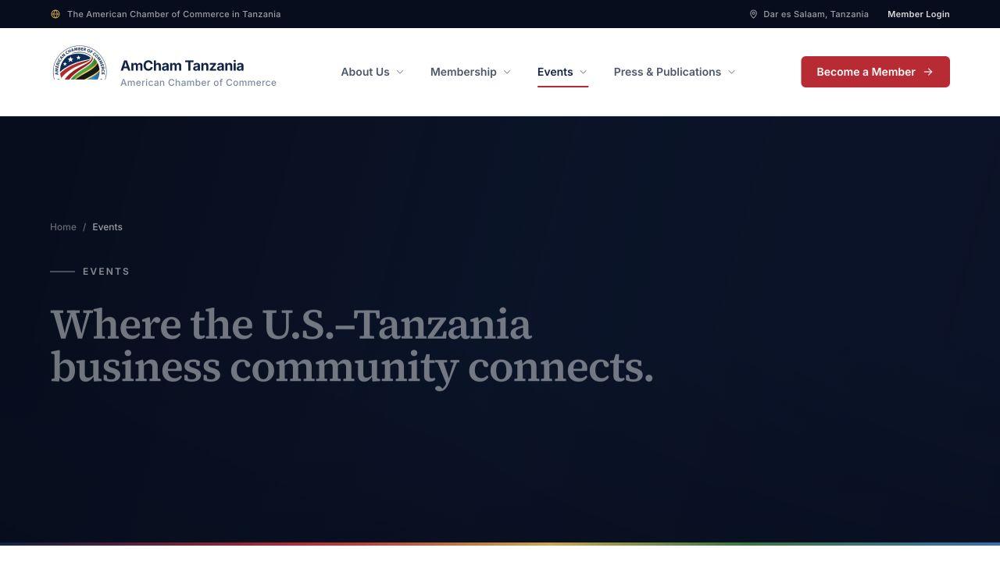 The American Chamber of Commerce in Tanzania
Dar es Salaam, Tanzania
Member Login
AMERICAN CHAMBER OF COMMERCE
AmCham Tanzania
American Chamber of Commerce
About Us
Membership
Events
Press & Publications
Become a Member
Home / Events
EVENTS
Where the U.S.–Tanzania
business community connects.